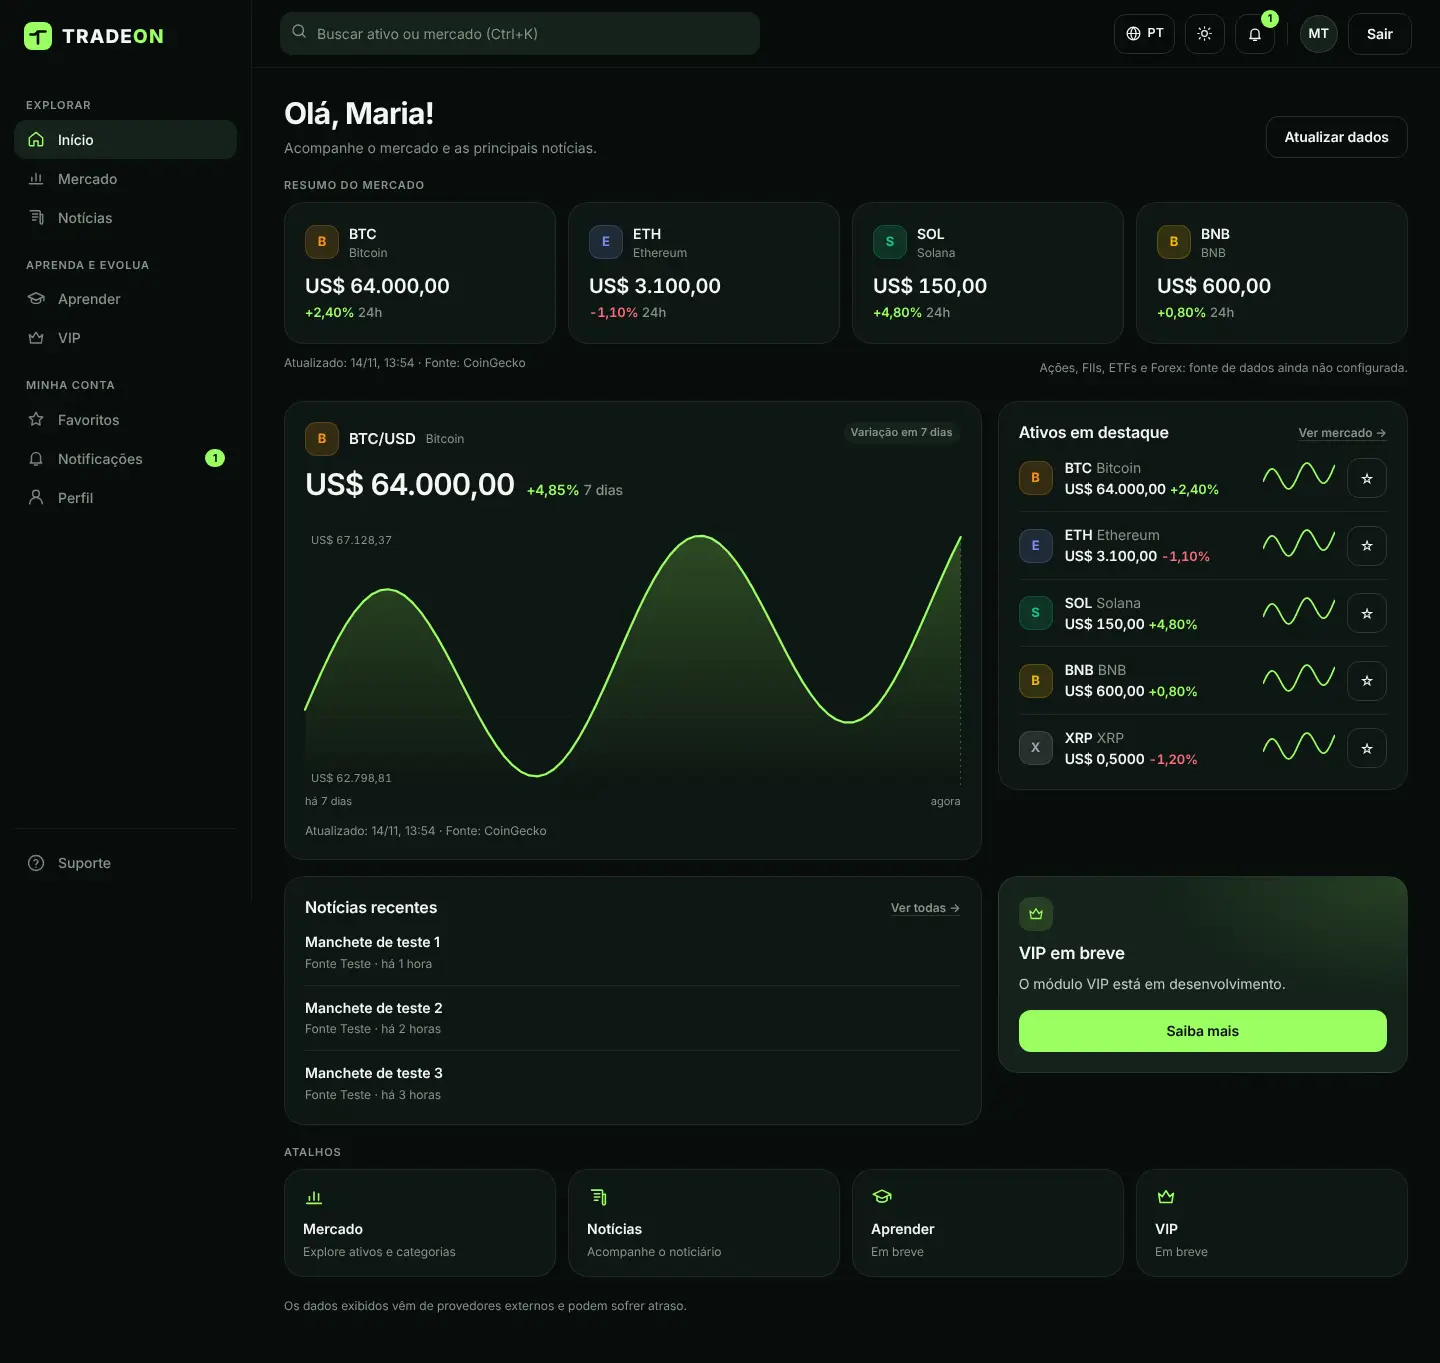 TRADEON
Buscar ativo ou mercado (Ctrl+K)
PT
1
MT
Sair
EXPLORAR
Início
Mercado
Notícias
APRENDA E EVOLUA
Aprender
VIP
MINHA CONTA
Favoritos
Notificações 1
Perfil
Suporte
Olá, Maria!
Acompanhe o mercado e as principais notícias.
Atualizar dados
RESUMO DO MERCADO
B
BTC
Bitcoin
US$ 64.000,00
+2,40% 24h
E
ETH
Ethereum
US$ 3.100,00
-1,10% 24h
S
SOL
Solana
US$ 150,00
+4,80% 24h
B
BNB
BNB
US$ 600,00
+0,80% 24h
Atualizado: 14/11, 13:54 · Fonte: CoinGecko
Ações, FIIs, ETFs e Forex: fonte de dados ainda não configurada.
B
BTC/USD Bitcoin
Variação em 7 dias
US$ 64.000,00 +4,85% 7 dias
US$ 67.128,37
US$ 62.798,81
há 7 dias
agora
Atualizado: 14/11, 13:54 · Fonte: CoinGecko
Ativos em destaque
Ver mercado →
B
BTC Bitcoin
US$ 64.000,00 +2,40%
E
ETH Ethereum
US$ 3.100,00 -1,10%
S
SOL Solana
US$ 150,00 +4,80%
B
BNB BNB
US$ 600,00 +0,80%
X
XRP XRP
US$ 0,5000 -1,20%
Notícias recentes
Ver todas →
Manchete de teste 1
Fonte Teste · há 1 hora
Manchete de teste 2
Fonte Teste · há 2 horas
Manchete de teste 3
Fonte Teste · há 3 horas
VIP em breve
O módulo VIP está em desenvolvimento.
Saiba mais
ATALHOS
Mercado
Explore ativos e categorias
Notícias
Acompanhe o noticiário
Aprender
Em breve
VIP
Em breve
Os dados exibidos vêm de provedores externos e podem sofrer atraso.